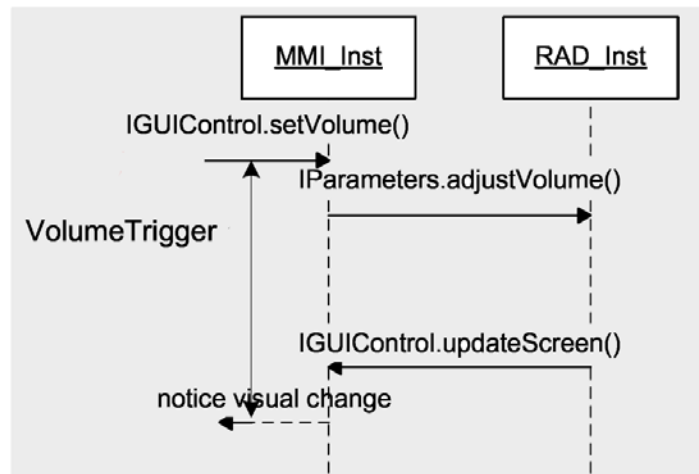 MMI_Inst
RAD_Inst
IGUIControl.setVolume()
IParameters.adjustVolume()
VolumeTrigger
IGUIControl.updateScreen()
notice visual change